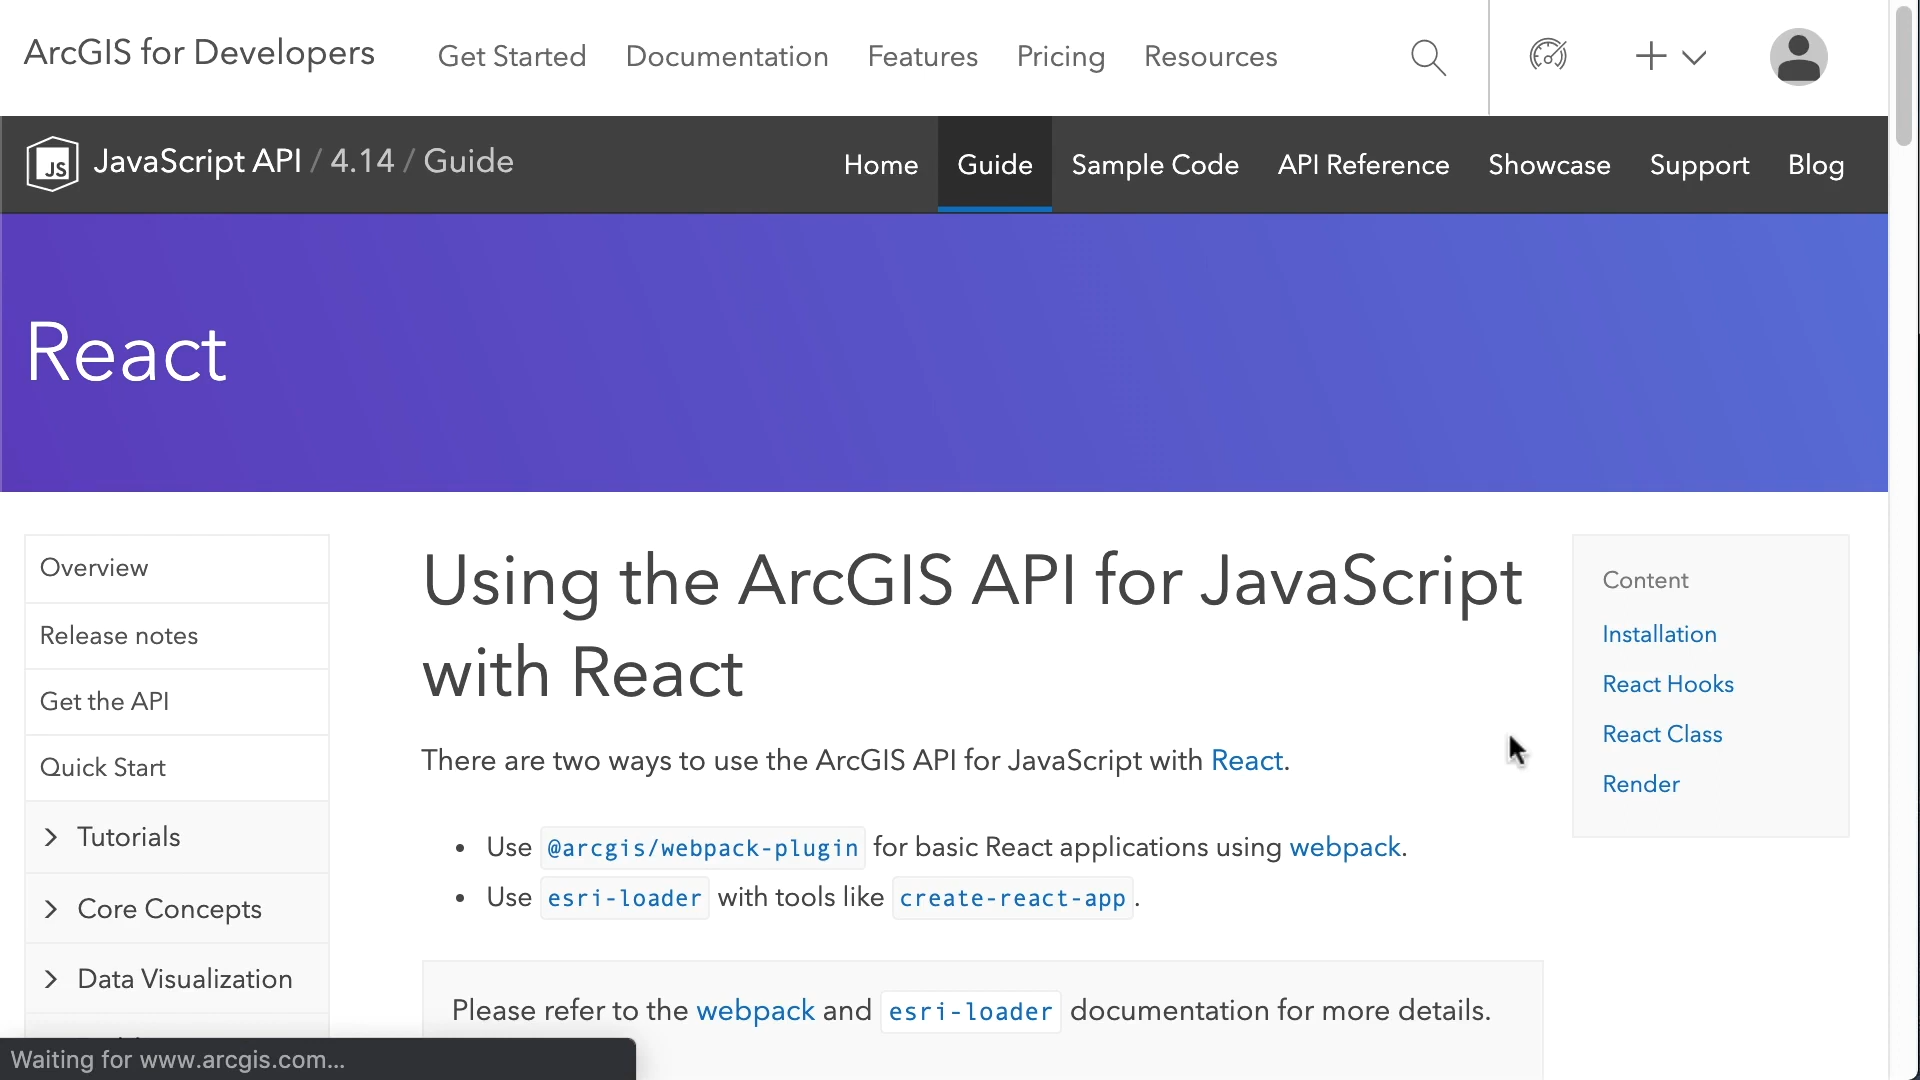 ArcGIS for Developers Get Started Documentation Features Pricing Resources
JS JavaScript API / 4.14 / Guide Home Guide Sample Code API Reference Showcase Support Blog
React
Overview
Release notes
Get the API
Quick Start
Tutorials
Core Concepts
Data Visualization
Using the ArcGIS API for JavaScript
with React
There are two ways to use the ArcGIS API for JavaScript with React.
• Use @arcgis/webpack-plugin for basic React applications using webpack.
• Use esri-loader with tools like create-react-app.
Please refer to the webpack and esri-loader documentation for more details.
Content
Installation
React Hooks
React Class
Render
Waiting for www.arcgis.com...